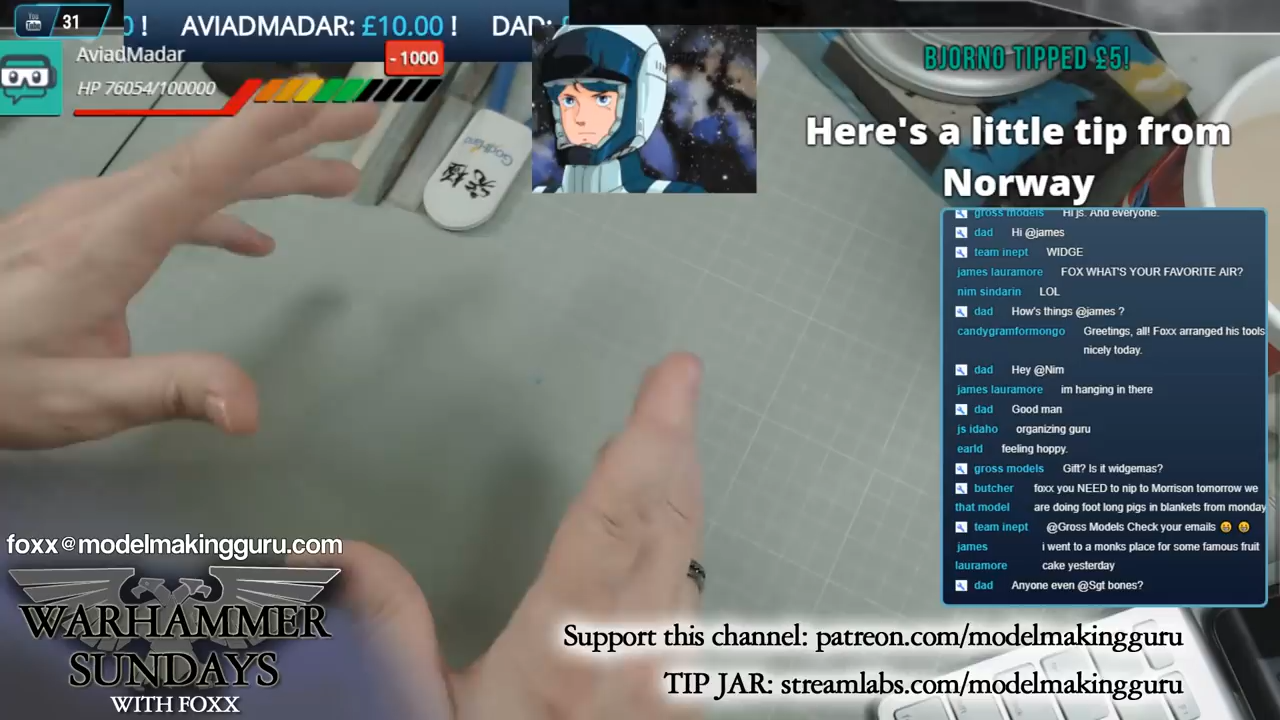 31
0 ! AVIADMADAR: £10.00 ! DAD: £
AviadMadar
- 1000
HP 76054/100000
GodHand
究極
BJORNO TIPPED £5!
Here's a little tip from
Norway
gross models Hi js. And everyone.
dad Hi @james
team inept WIDGE
james lauramore FOX WHAT'S YOUR FAVORITE AIR?
nim sindarin LOL
dad How's things @james ?
candygramformongo Greetings, all! Foxx arranged his tools
nicely today.
dad Hey @Nim
james lauramore im hanging in there
dad Good man
js idaho organizing guru
earld feeling hoppy.
gross models Gift? Is it widgemas?
butcher foxx you NEED to nip to Morrison tomorrow we
that model are doing foot long pigs in blankets from monday
team inept @Gross Models Check your emails
james i went to a monks place for some famous fruit
lauramore cake yesterday
dad Anyone even @Sgt bones?
foxx@modelmakingguru.com
WARHAMMER
SUNDAYS
WITH FOXX
Support this channel: patreon.com/modelmakingguru
TIP JAR: streamlabs.com/modelmakingguru